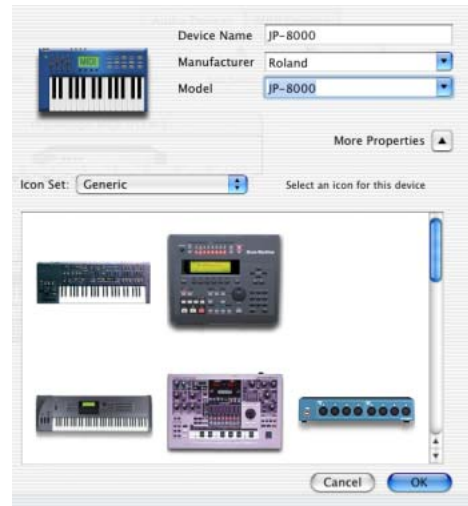 Device Name JP-8000
Manufacturer Roland
MIDI
Model JP-8000
More Properties
Icon Set: Generic Select an icon for this device
Cancel OK